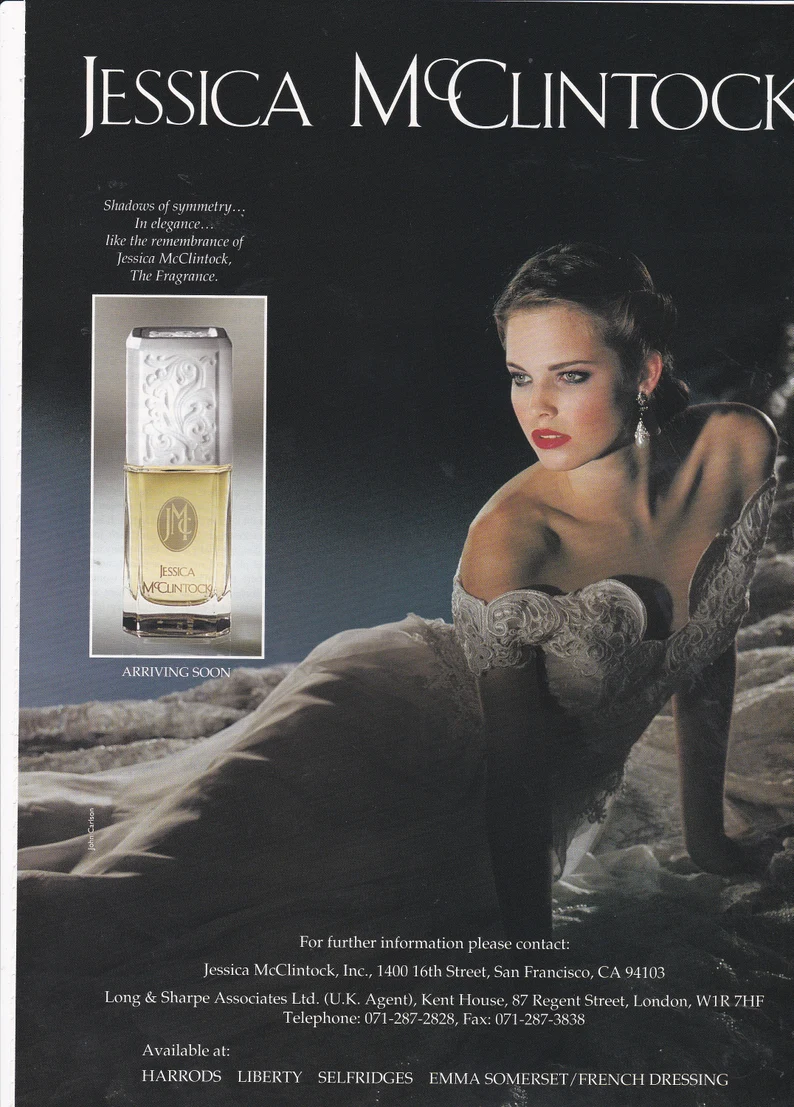 JESSICA McCLINTOCK
Shadows of symmetry...
In elegance...
like the remembrance of
Jessica McClintock,
The Fragrance.
JMC
JESSICA
McCLINTOCK
ARRIVING SOON
John Carlson
For further information please contact:
Jessica McClintock, Inc., 1400 16th Street, San Francisco, CA 94103
Long & Sharpe Associates Ltd. (U.K. Agent), Kent House, 87 Regent Street, London, W1R 7HF
Telephone: 071-287-2828, Fax: 071-287-3838
Available at:
HARRODS LIBERTY SELFRIDGES EMMA SOMERSET/FRENCH DRESSING